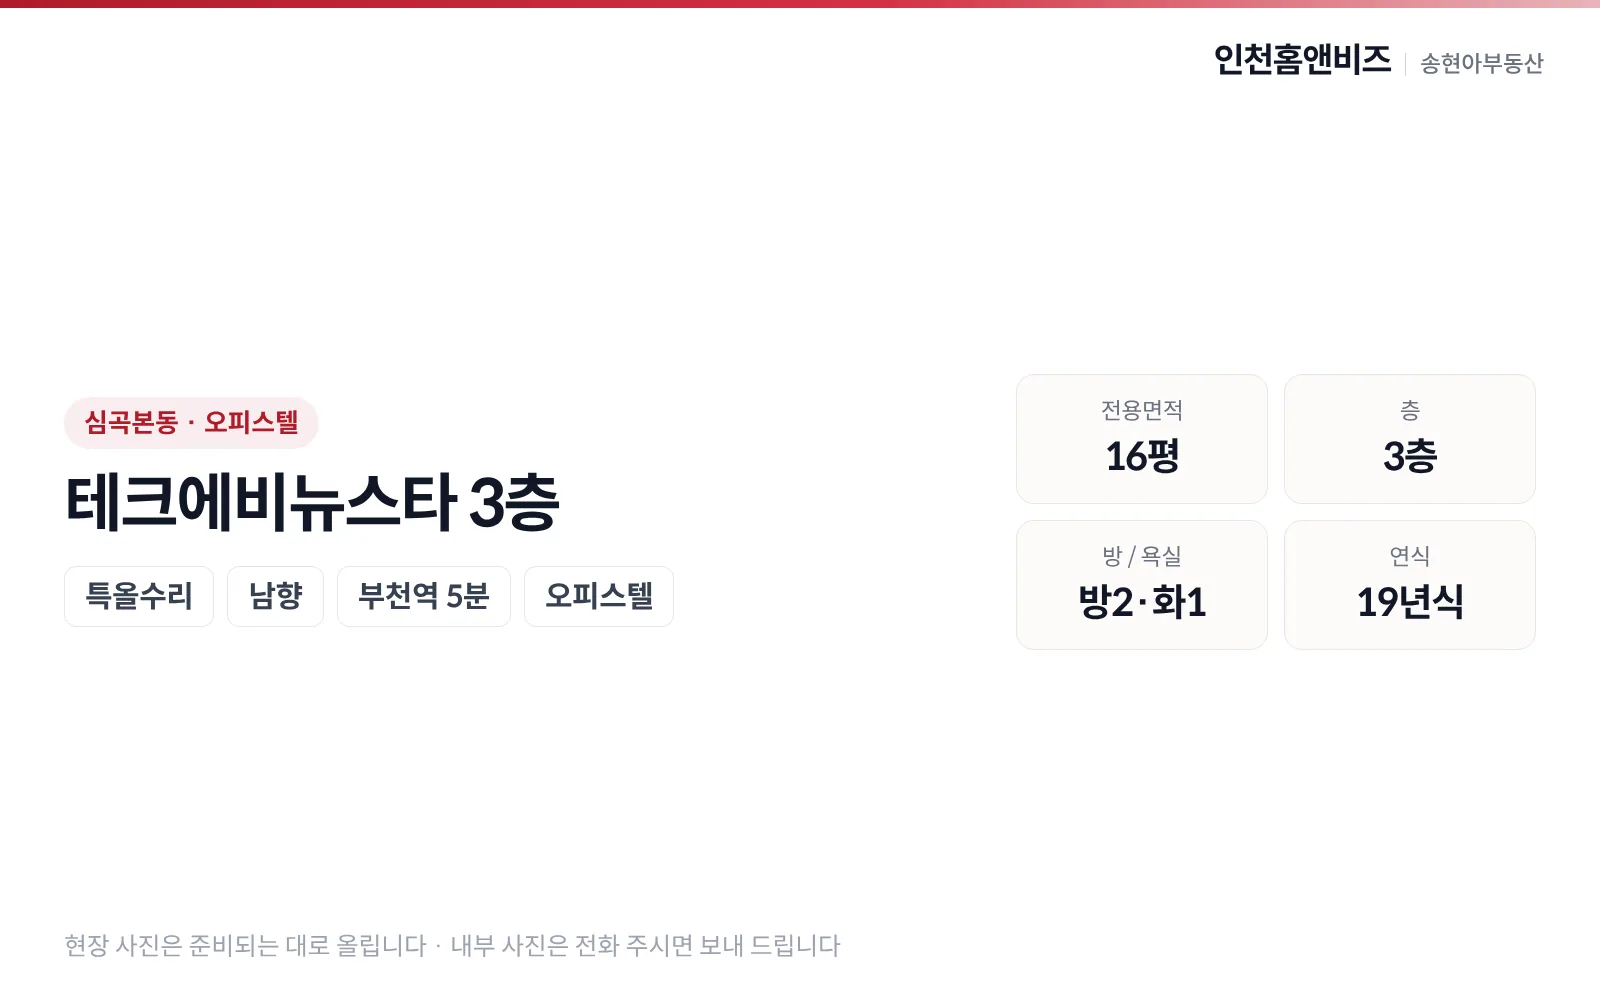 인천홈앤비즈 송현아부동산
심곡본동 · 오피스텔
테크에비뉴스타 3층
특올수리 남향 부천역 5분 오피스텔
전용면적
16평
층
3층
방 / 욕실
방2·화1
연식
19년식
현장 사진은 준비되는 대로 올립니다 · 내부 사진은 전화 주시면 보내 드립니다